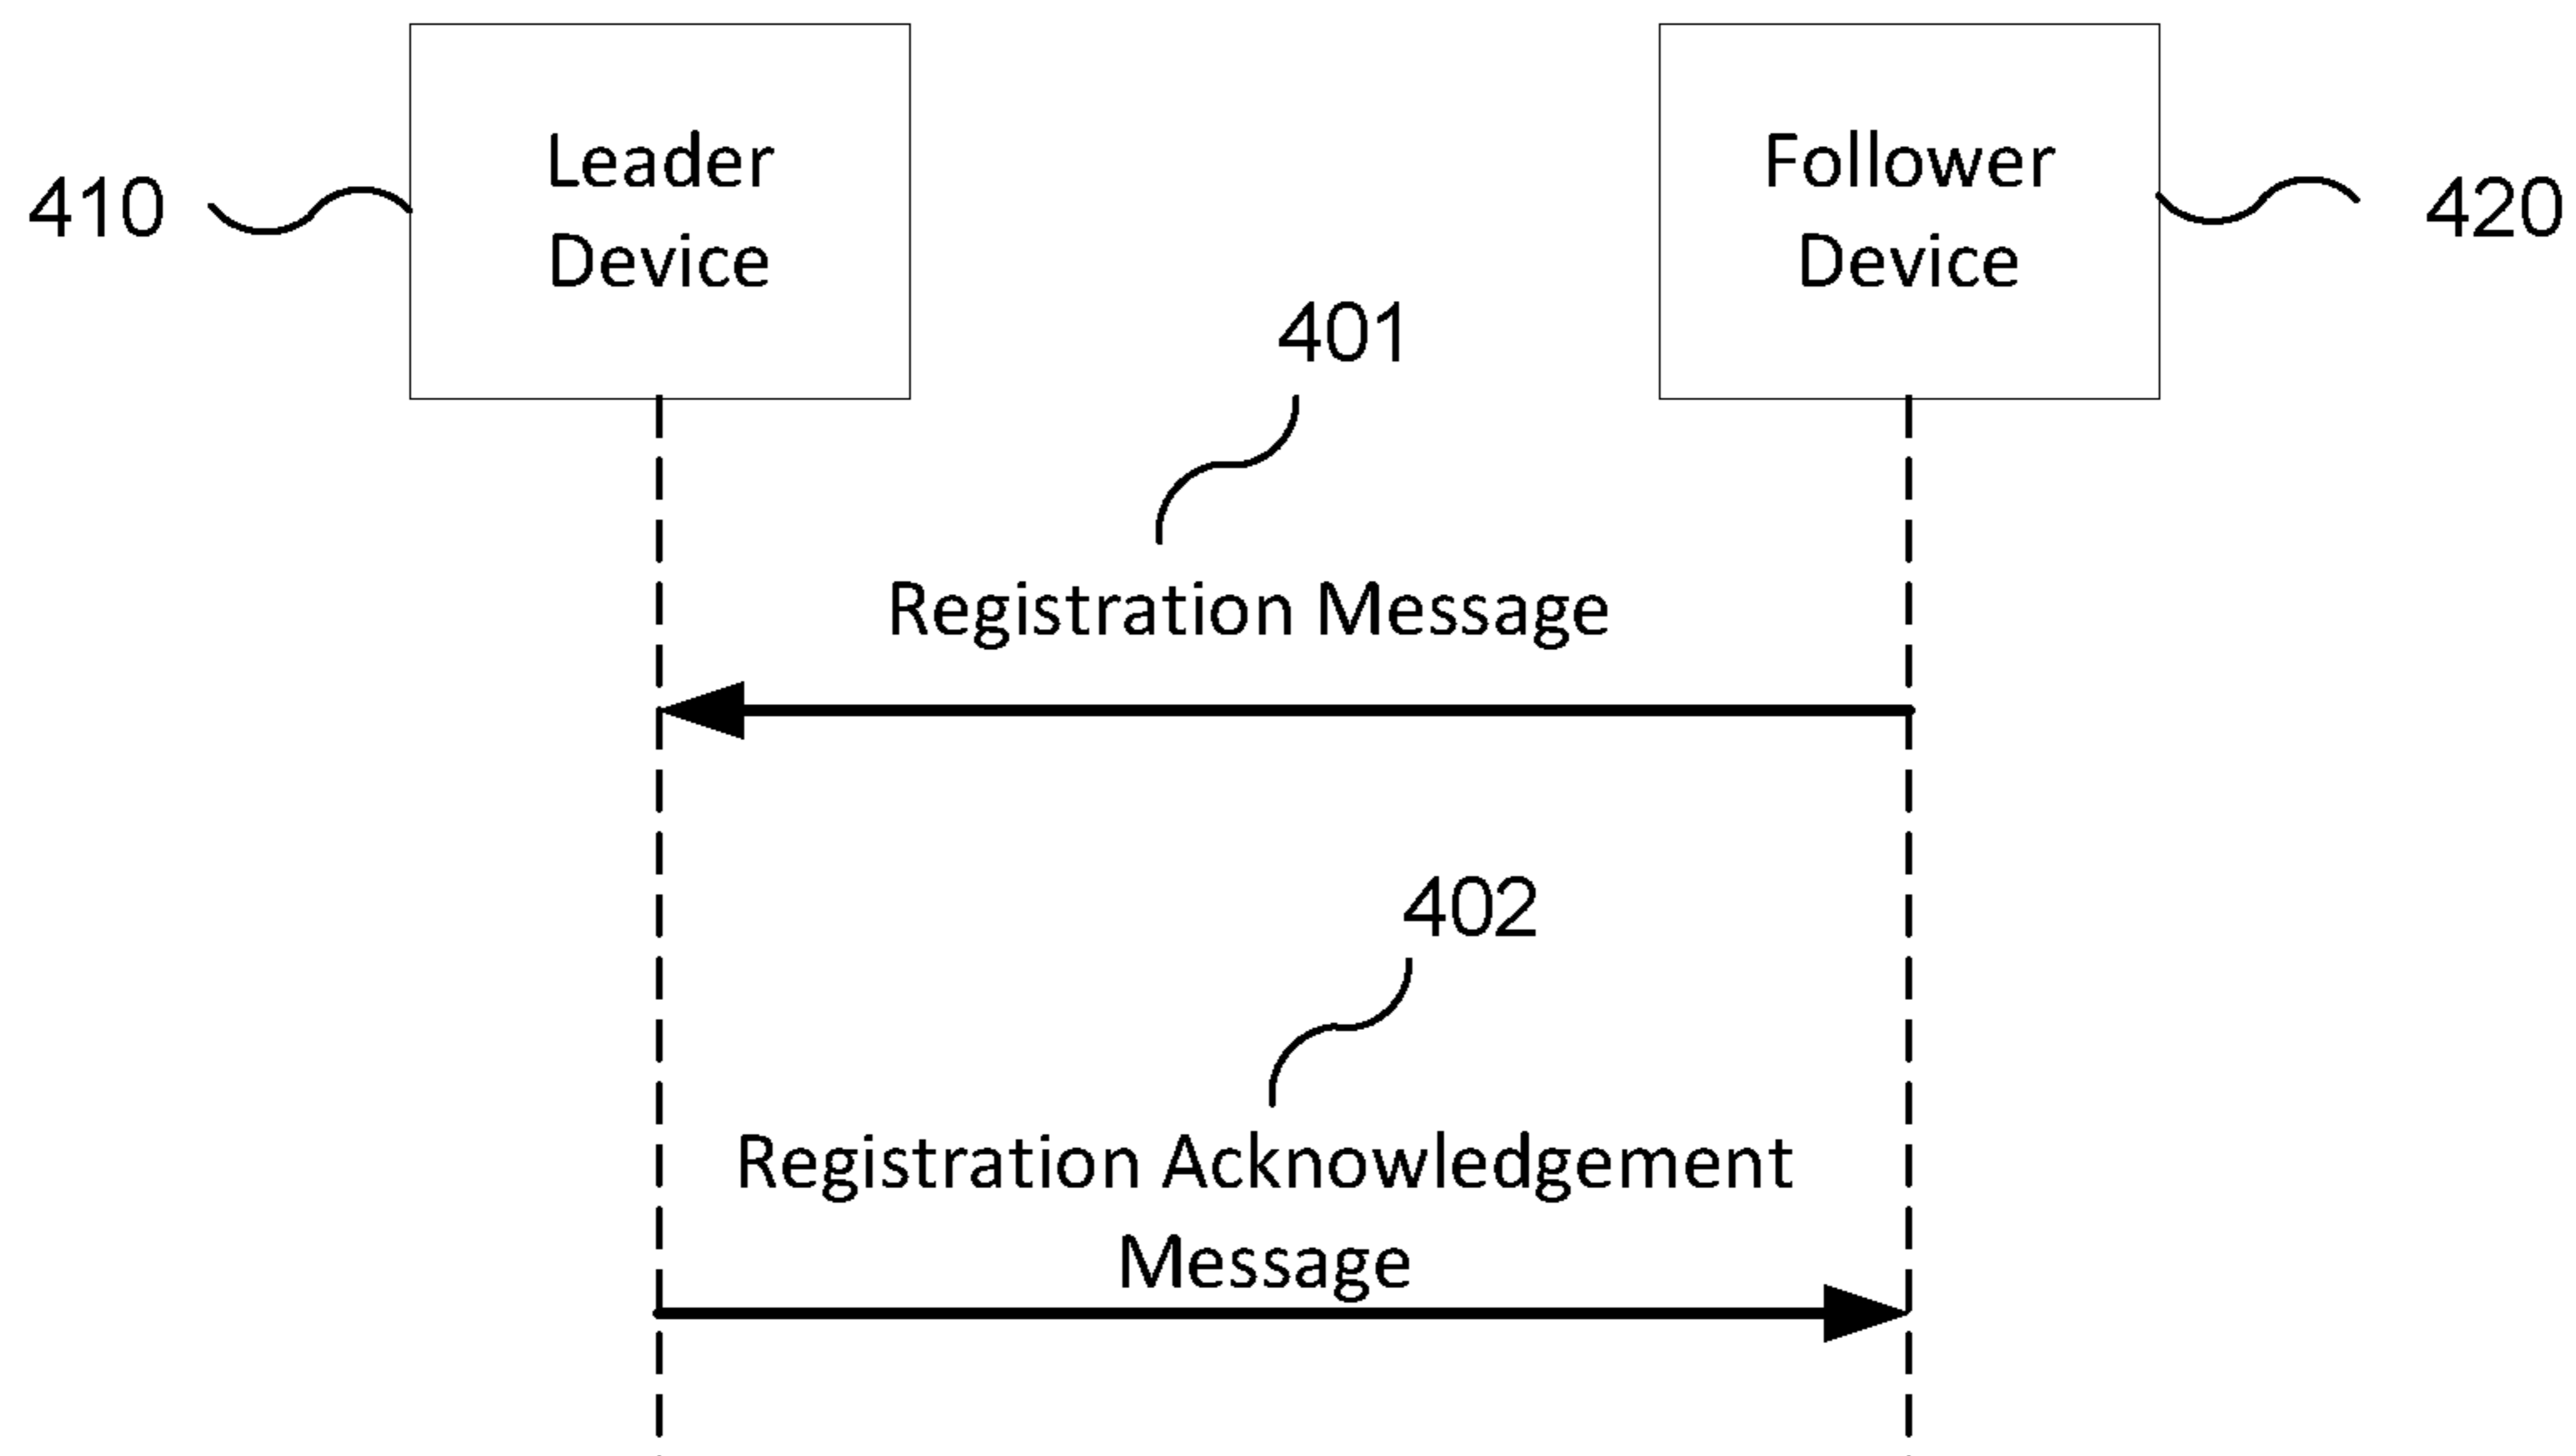 Leader
Device
Follower
Device
410
420
401
Registration Message
402
Registration Acknowledgement
Message